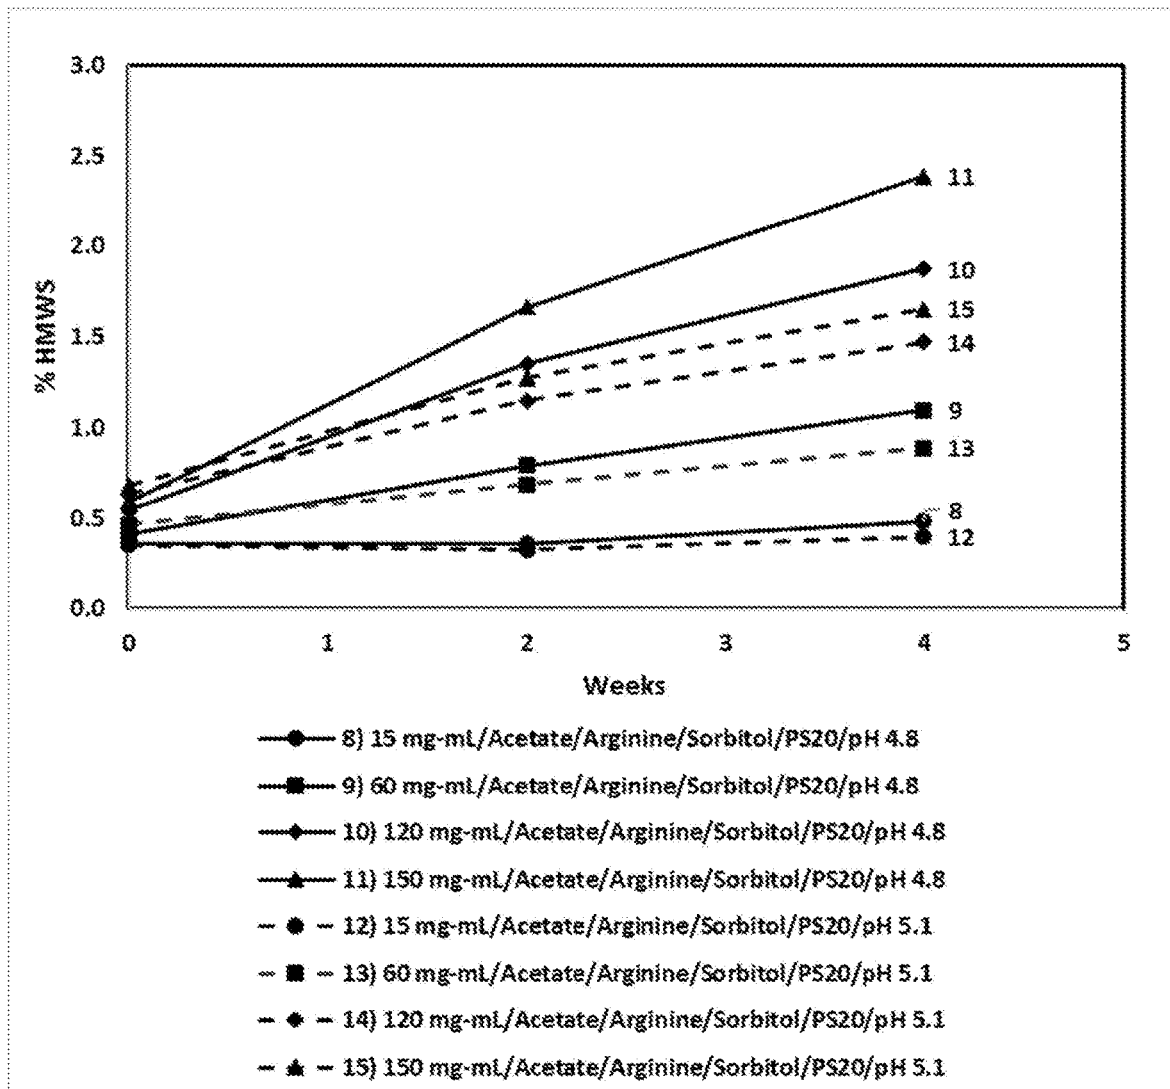 3.0
2.5
2.0
1.5
1.0
0.5
0.0
% HMWS
11
10
15
14
9
13
8
12
0 1 2 3 4 5
Weeks
8) 15 mg-mL/Acetate/Arginine/Sorbitol/PS20/pH 4.8
9) 60 mg-mL/Acetate/Arginine/Sorbitol/PS20/pH 4.8
10) 120 mg-mL/Acetate/Arginine/Sorbitol/PS20/pH 4.8
11) 150 mg-mL/Acetate/Arginine/Sorbitol/PS20/pH 4.8
12) 15 mg-mL/Acetate/Arginine/Sorbitol/PS20/pH 5.1
13) 60 mg-mL/Acetate/Arginine/Sorbitol/PS20/pH 5.1
14) 120 mg-mL/Acetate/Arginine/Sorbitol/PS20/pH 5.1
15) 150 mg-mL/Acetate/Arginine/Sorbitol/PS20/pH 5.1